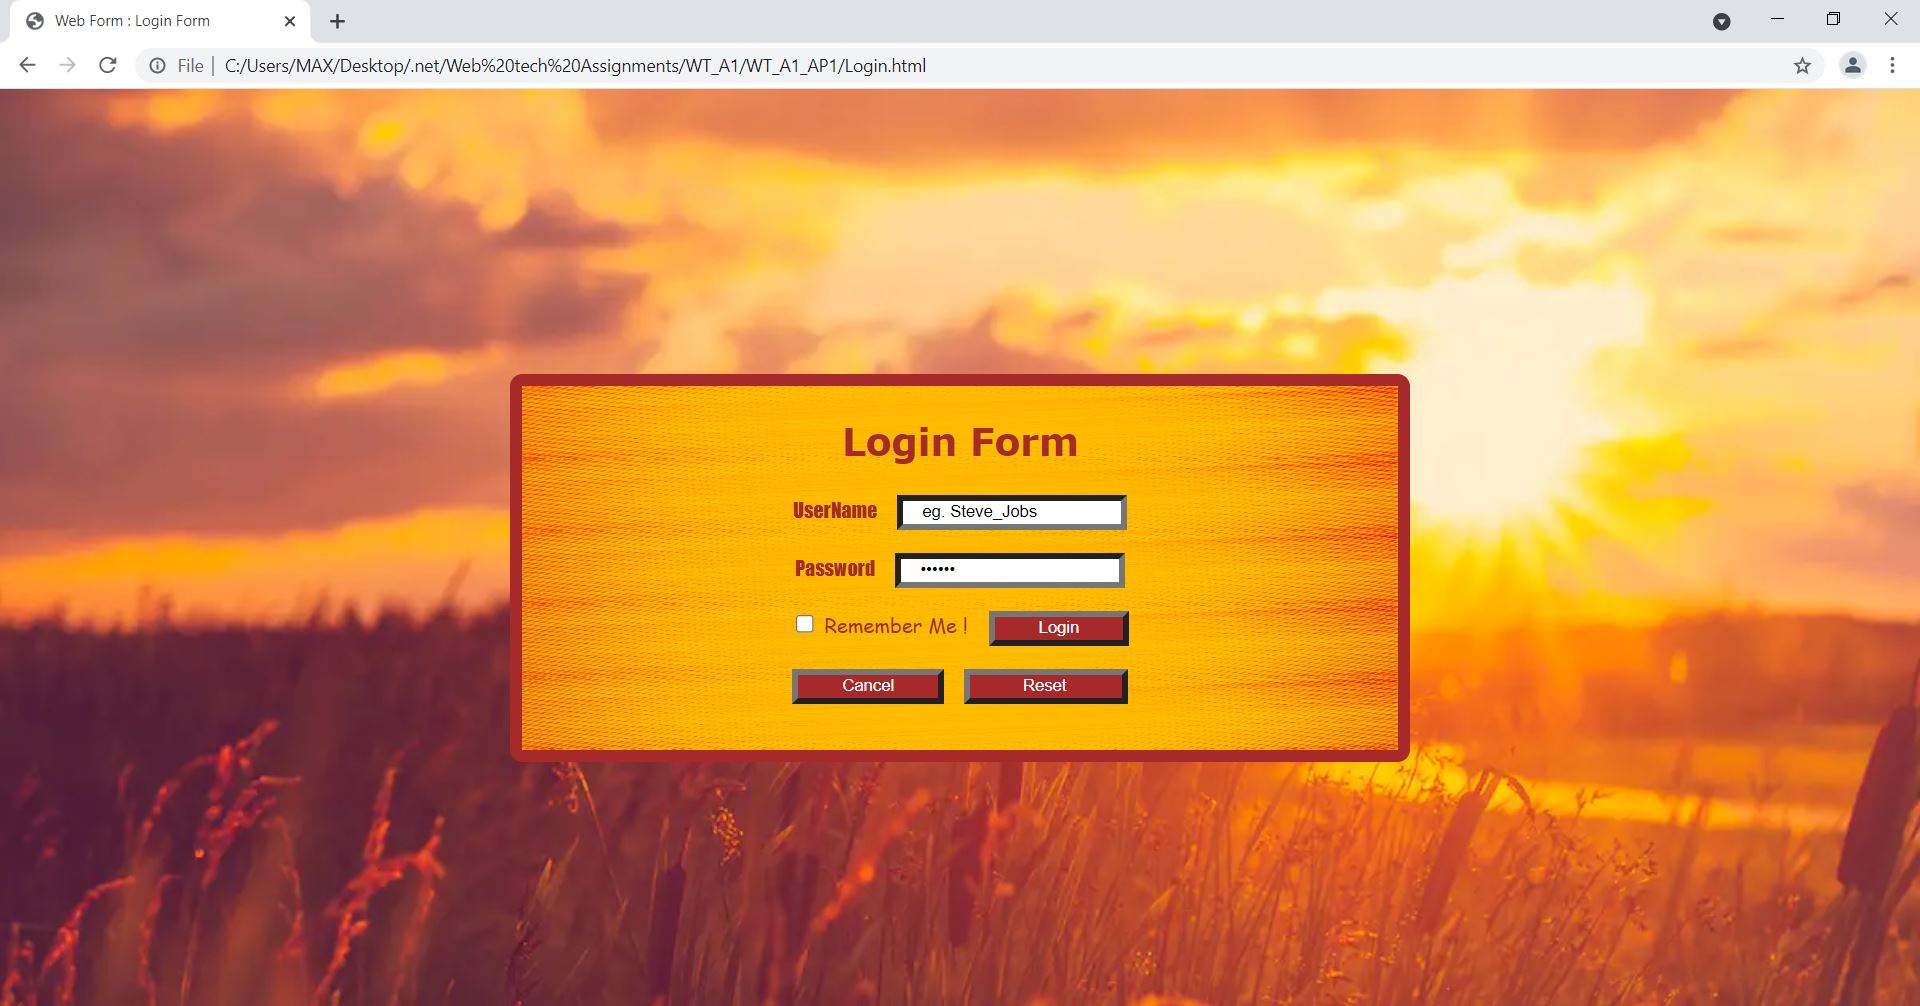 Web Form : Login Form
File | C:/Users/MAX/Desktop/.net/Web%20tech%20Assignments/WT_A1/WT_A1_AP1/Login.html
Login Form
UserName eg. Steve_Jobs
Password ••••••
Remember Me ! Login
Cancel Reset